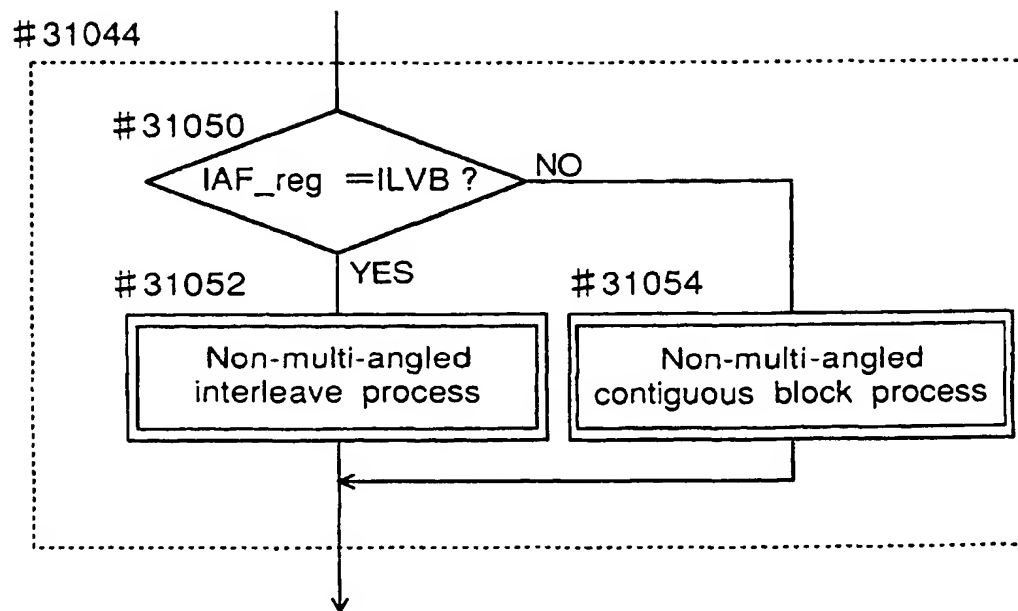 #31044
#31050
IAF_reg =ILVB ?
NO
YES
#31052
#31054
Non-multi-angled
interleave process
Non-multi-angled
contiguous block process